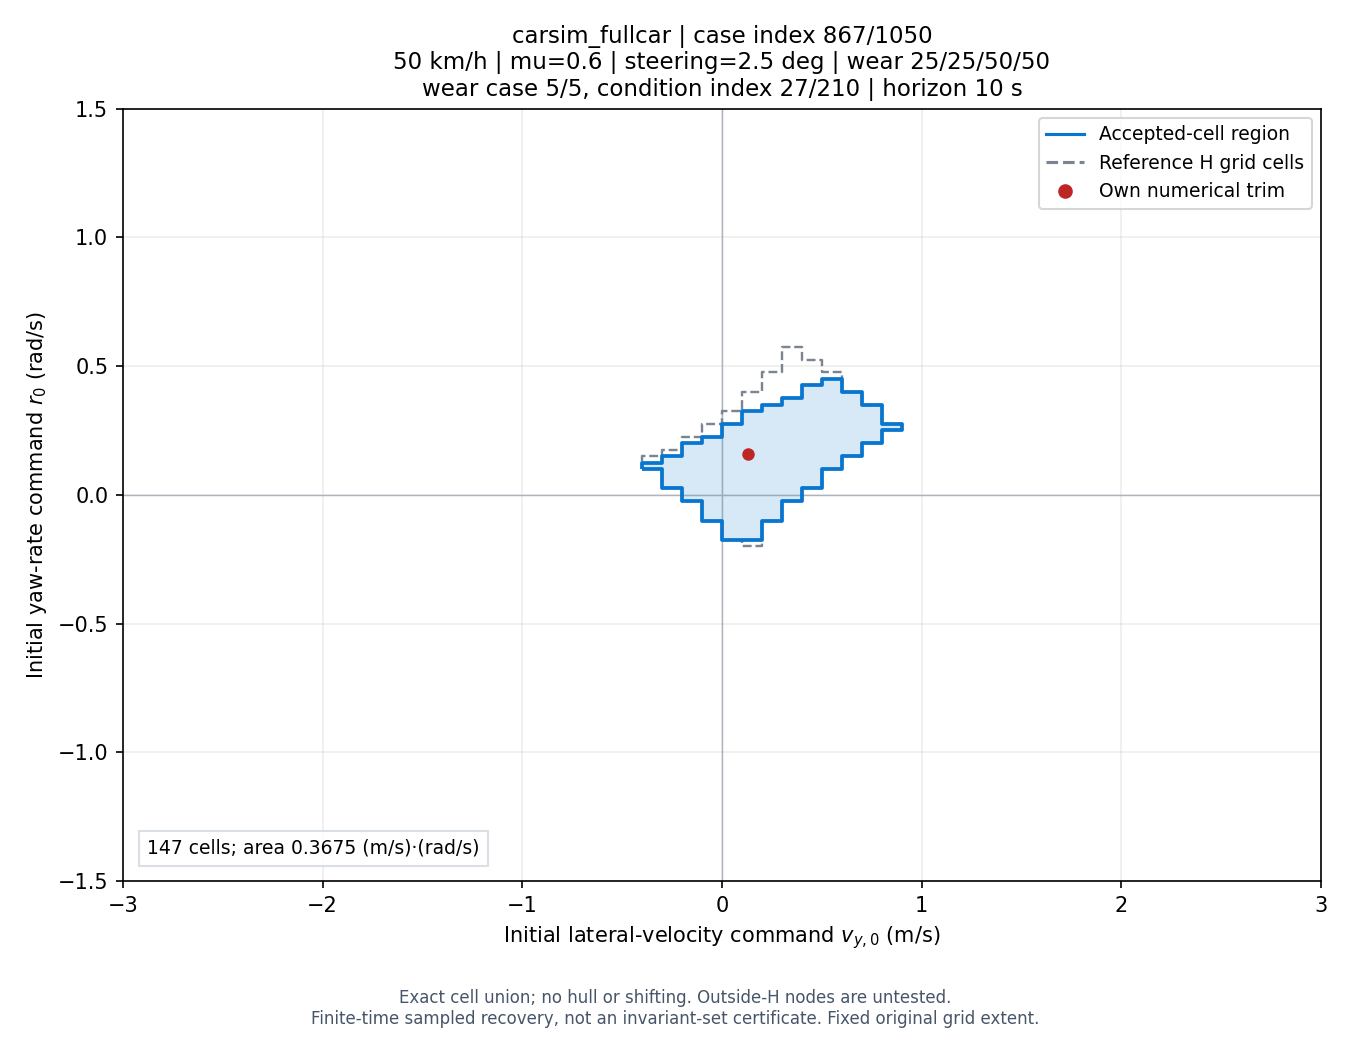 carsim_fullcar | case index 867/1050
50 km/h | mu=0.6 | steering=2.5 deg | wear 25/25/50/50
wear case 5/5, condition index 27/210 | horizon 10 s
Accepted-cell region
Reference H grid cells
Own numerical trim
1.5
1.0
0.5
0.0
−0.5
−1.0
−1.5
Initial yaw-rate command r0 (rad/s)
147 cells; area 0.3675 (m/s)·(rad/s)
−3 −2 −1 0 1 2 3
Initial lateral-velocity command vy,0 (m/s)
Exact cell union; no hull or shifting. Outside-H nodes are untested.
Finite-time sampled recovery, not an invariant-set certificate. Fixed original grid extent.